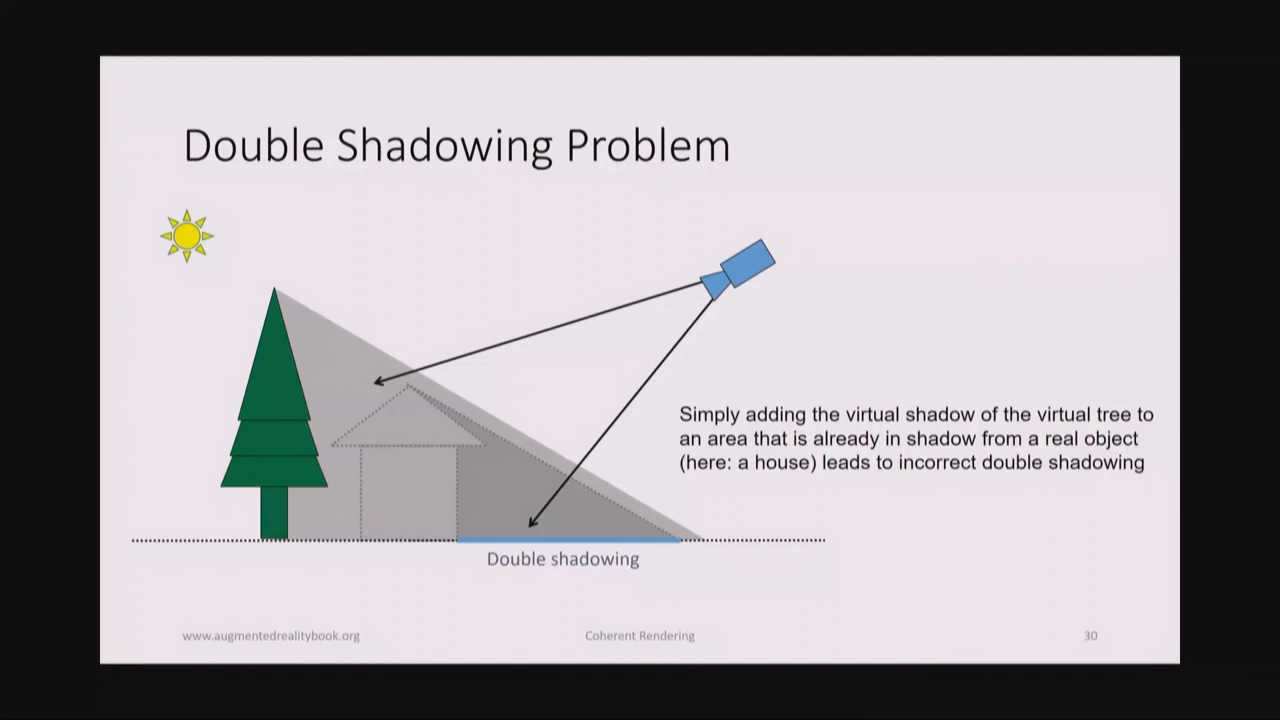 Double Shadowing Problem
Simply adding the virtual shadow of the virtual tree to
an area that is already in shadow from a real object
(here: a house) leads to incorrect double shadowing
Double shadowing
www.augmentedrealitybook.org
Coherent Rendering
30